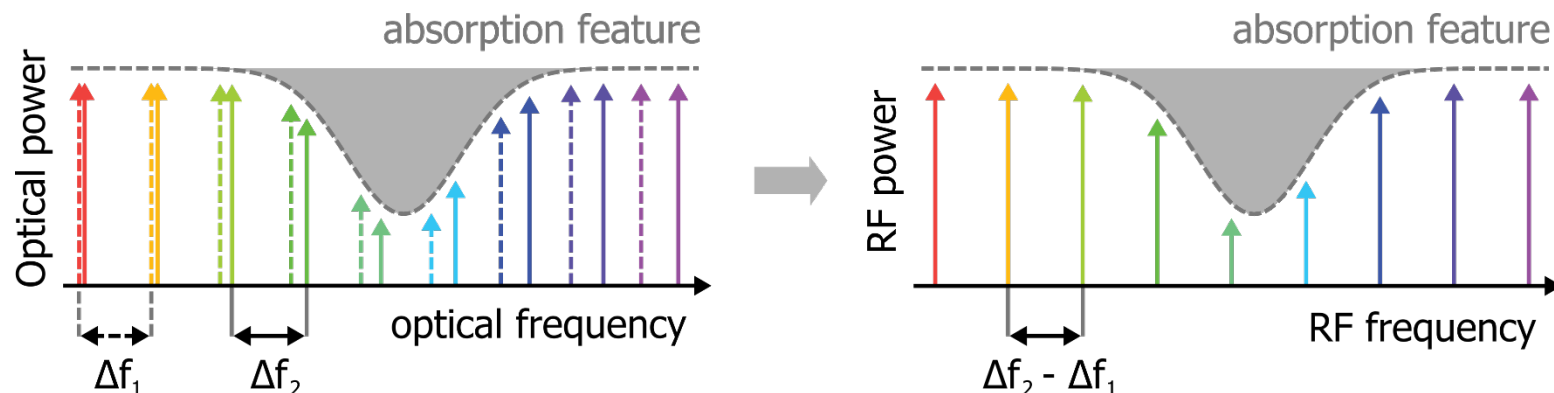 absorption feature
Optical power
optical frequency
Δf₁
Δf₂
absorption feature
RF power
RF frequency
Δf₂ - Δf₁